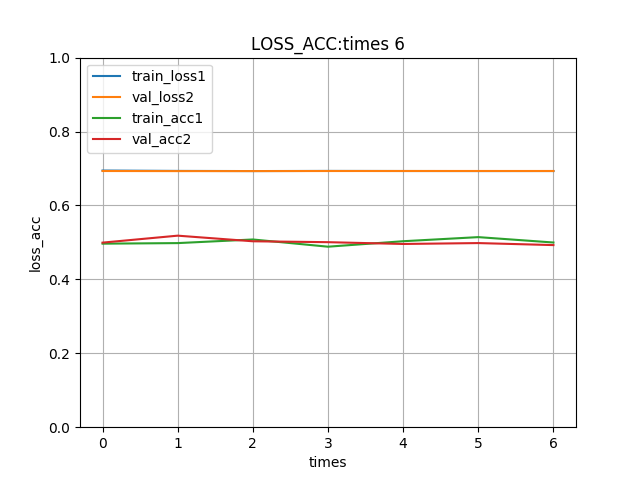 LOSS_ACC:times 6
1.0
0.8
0.6
0.4
0.2
0.0
train_loss1
val_loss2
train_acc1
val_acc2
loss_acc
0 1 2 3 4 5 6
times